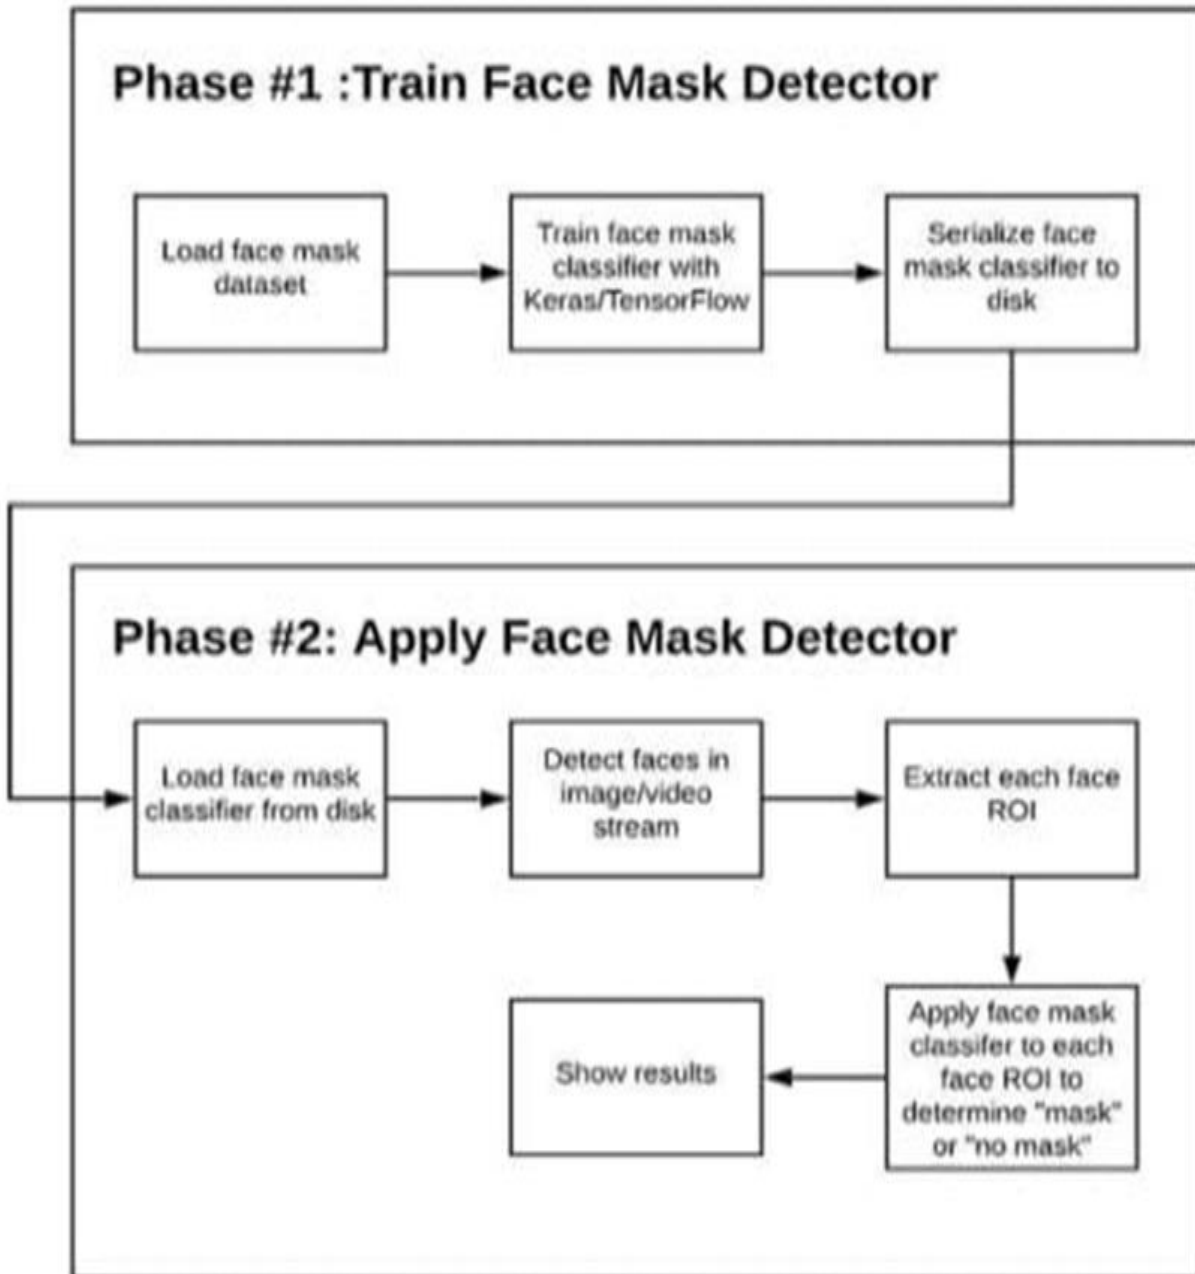 Phase #1 :Train Face Mask Detector
Load face mask
dataset
Train face mask
classifier with
Keras/TensorFlow
Serialize face
mask classifier to
disk
Phase #2: Apply Face Mask Detector
Load face mask
classifier from disk
Detect faces in
image/video
stream
Extract each face
ROI
Apply face mask
classifer to each
face ROI to
determine "mask"
or "no mask"
Show results